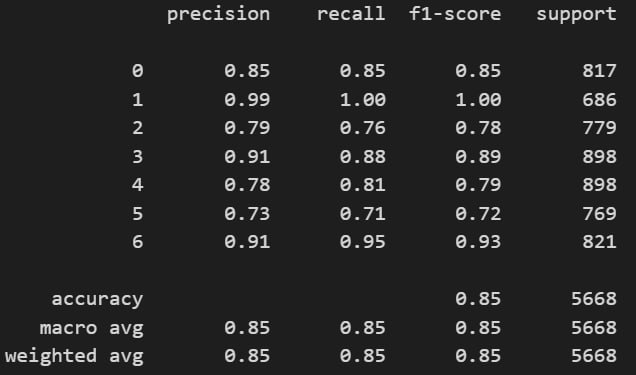 precision recall f1-score support
0 0.85 0.85 0.85 817
1 0.99 1.00 1.00 686
2 0.79 0.76 0.78 779
3 0.91 0.88 0.89 898
4 0.78 0.81 0.79 898
5 0.73 0.71 0.72 769
6 0.91 0.95 0.93 821
accuracy 0.85 5668
macro avg 0.85 0.85 0.85 5668
weighted avg 0.85 0.85 0.85 5668